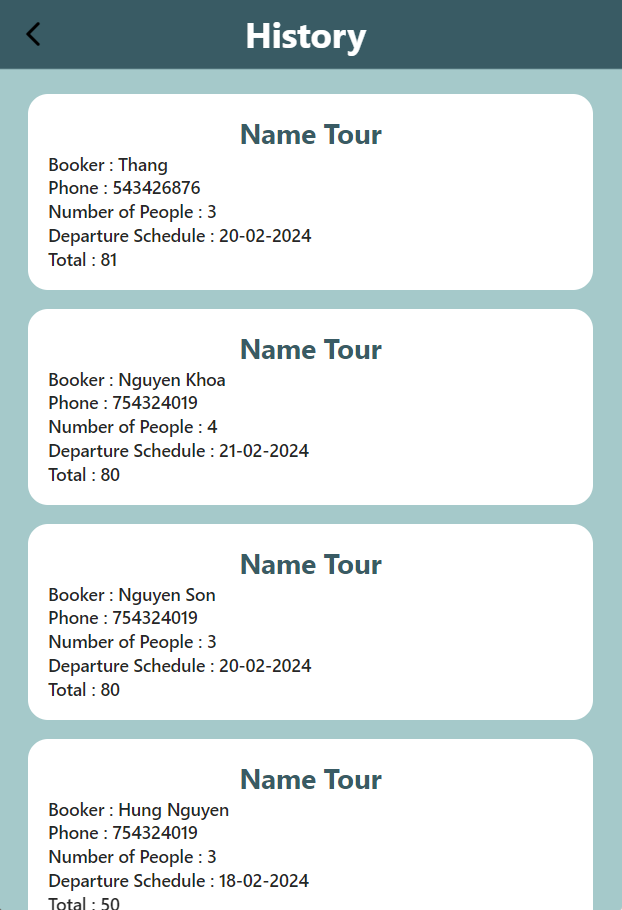 History
Name Tour
Booker : Thang
Phone : 543426876
Number of People : 3
Departure Schedule : 20-02-2024
Total : 81
Name Tour
Booker : Nguyen Khoa
Phone : 754324019
Number of People : 4
Departure Schedule : 21-02-2024
Total : 80
Name Tour
Booker : Nguyen Son
Phone : 754324019
Number of People : 3
Departure Schedule : 20-02-2024
Total : 80
Name Tour
Booker : Hung Nguyen
Phone : 754324019
Number of People : 3
Departure Schedule : 18-02-2024
Total : 50